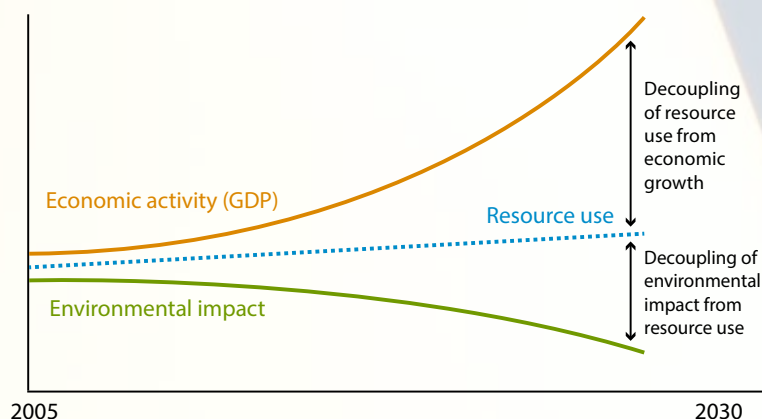 Decoupling
of resource
use from
economic
growth
Economic activity (GDP)
Resource use
Decoupling of
environmental
impact from
resource use
Environmental impact
2005
2030